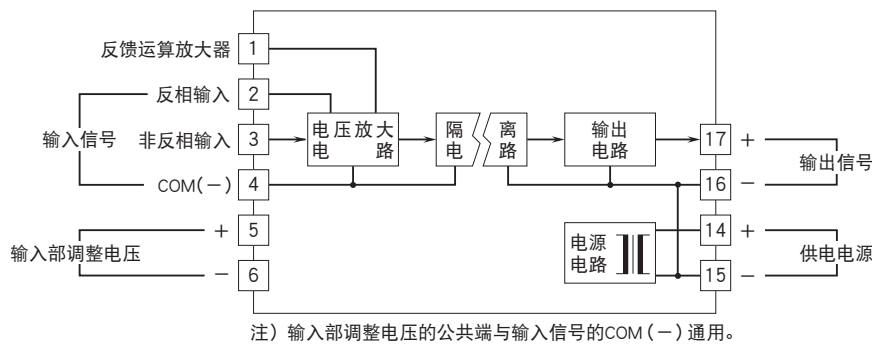 反馈运算放大器 1
反相输入 2
输入信号
非反相输入 3
COM(−) 4
电压放大
电 路
隔
电
离
路
输出
电路
17 +
输出信号
16 −
+ 5
输入部调整电压
− 6
电源
电路
14 +
供电电源
15 −
注）输入部调整电压的公共端与输入信号的COM(−)通用。